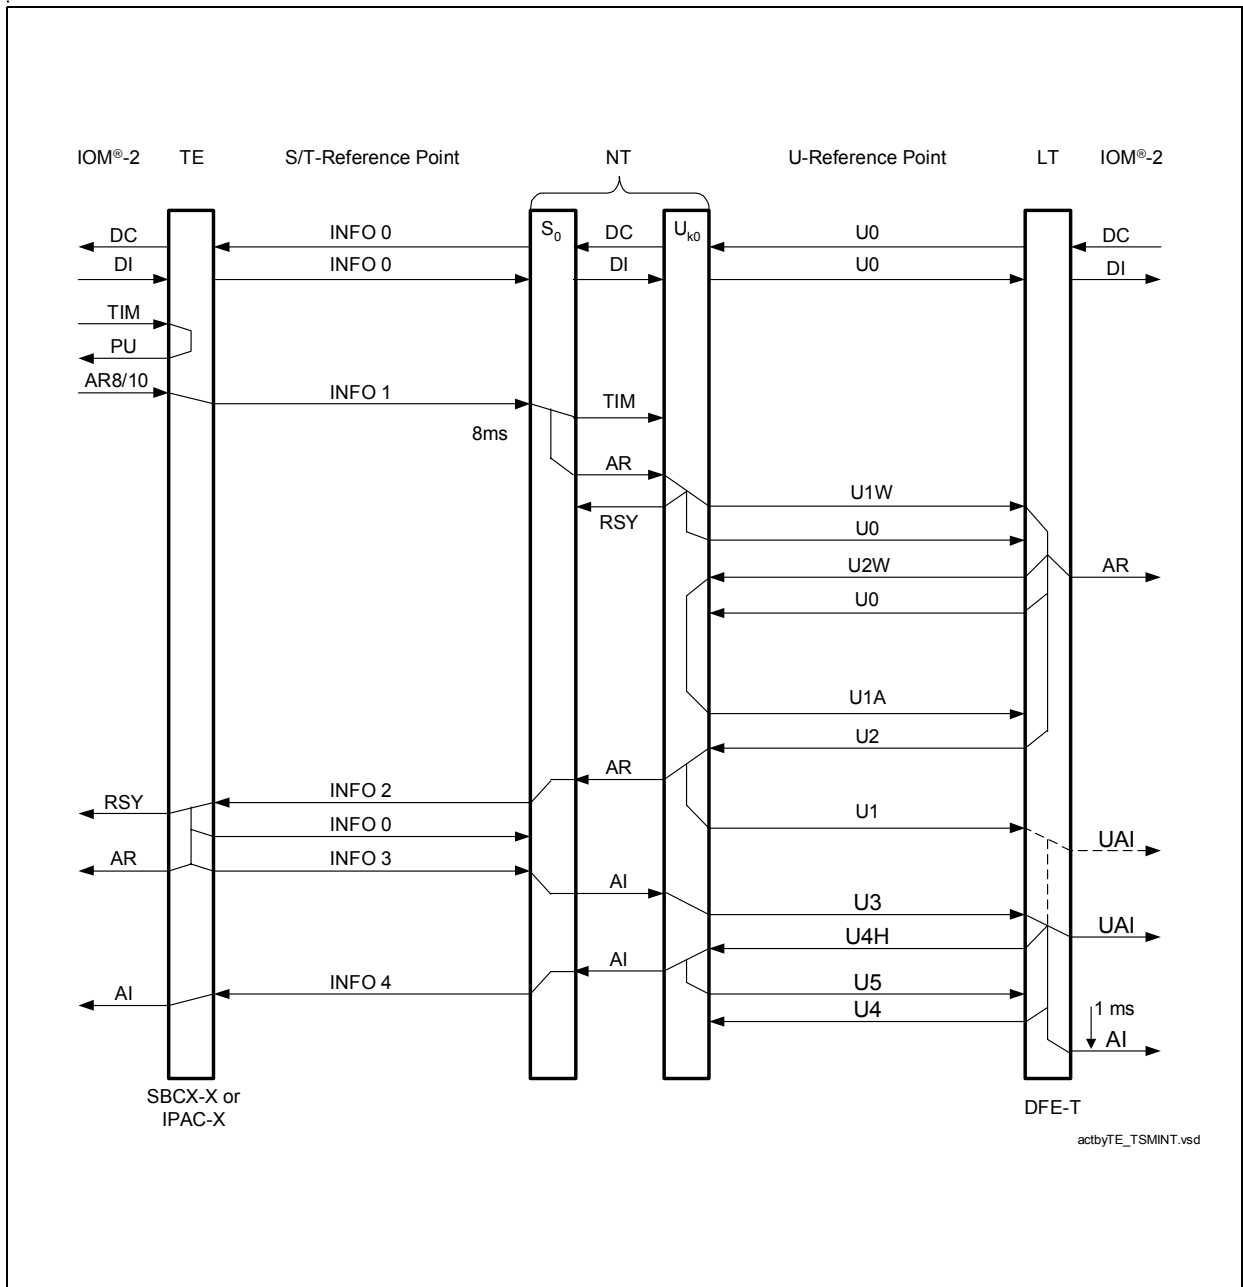 IOM®-2 TE S/T-Reference Point NT U-Reference Point LT IOM®-2
S0 Uk0
DC INFO 0 DC U0 DC
DI INFO 0 DI U0 DI
TIM
PU
AR8/10 INFO 1 TIM
8ms
AR
U1W
RSY
U0
U2W AR
U0
U1A
U2
AR
RSY INFO 2
U1
INFO 0
UAI
AR INFO 3
AI
U3
UAI
U4H
AI
AI INFO 4 U5
U4 1 ms
AI
SBCX-X or
IPAC-X
DFE-T
actbyTE_TSMINT.vsd